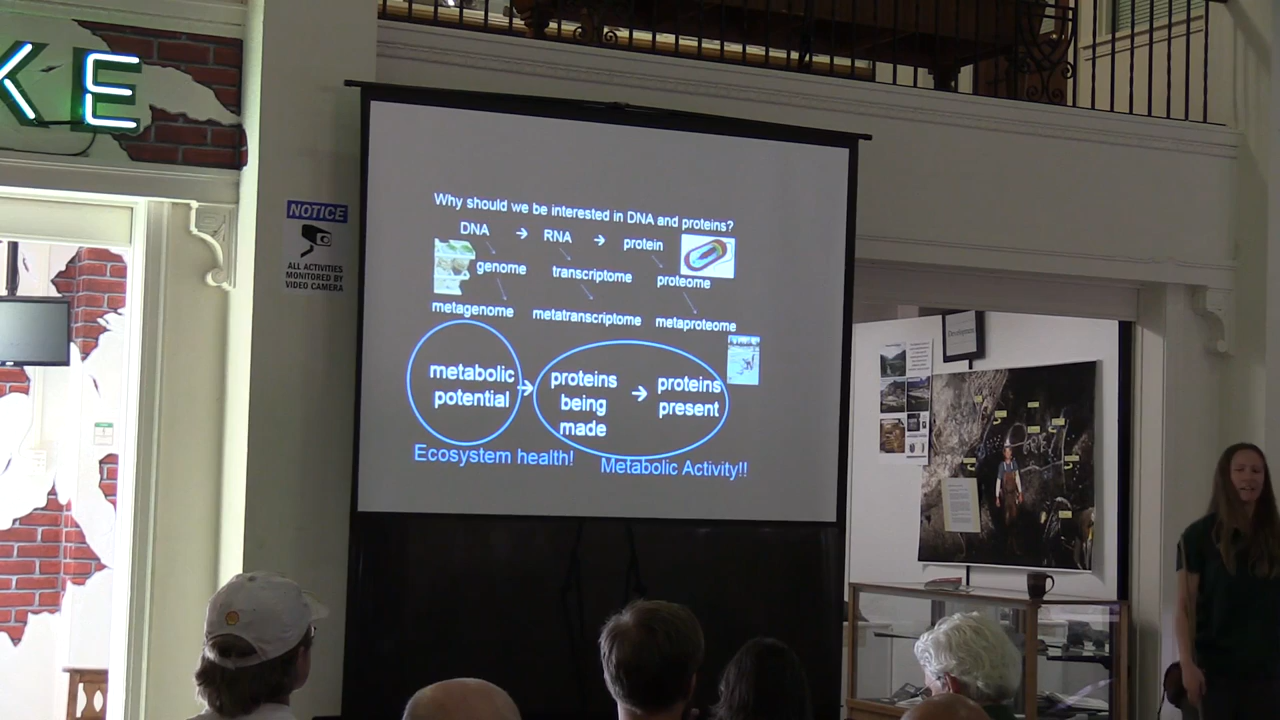 KE
NOTICE
ALL ACTIVITIES
MONITORED BY
VIDEO CAMERA
Why should we be interested in DNA and proteins?
DNA → RNA → protein
genome transcriptome proteome
metagenome metatranscriptome metaproteome
metabolic potential → proteins being made → proteins present
Ecosystem health! Metabolic Activity!!